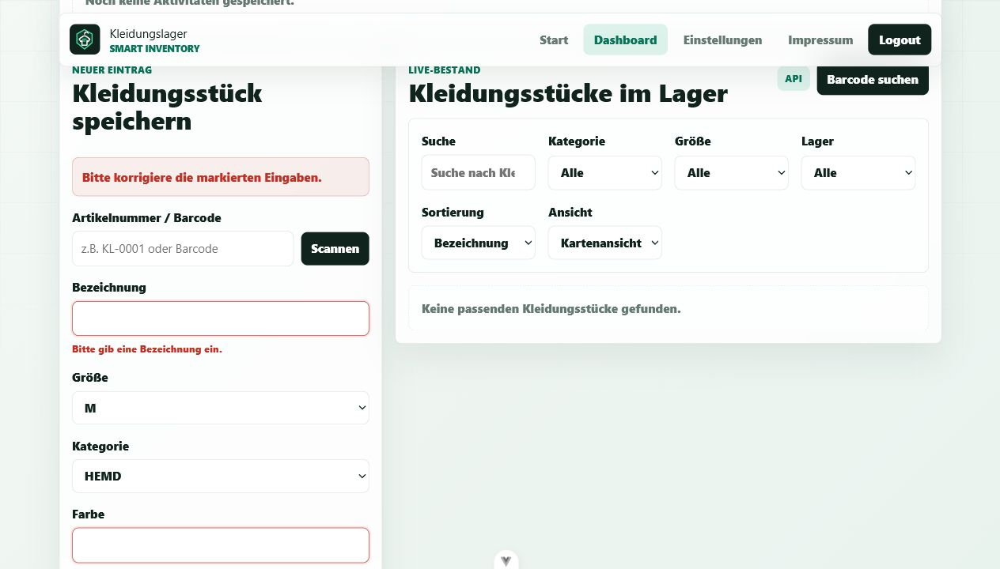 Noch keine Aktivitäten gespeichert.
Kleidungslager
SMART INVENTORY
Start
Dashboard
Einstellungen
Impressum
Logout
NEUER EINTRAG
Kleidungsstück
speichern
Bitte korrigiere die markierten Eingaben.
Artikelnummer / Barcode
z.B. KL-0001 oder Barcode
Scannen
Bezeichnung
Bitte gib eine Bezeichnung ein.
Größe
M
Kategorie
HEMD
Farbe
LIVE-BESTAND
Kleidungsstücke im Lager
API
Barcode suchen
Suche
Kategorie
Größe
Lager
Suche nach Kle
Alle
Alle
Alle
Sortierung
Ansicht
Bezeichnung
Kartenansicht
Keine passenden Kleidungsstücke gefunden.